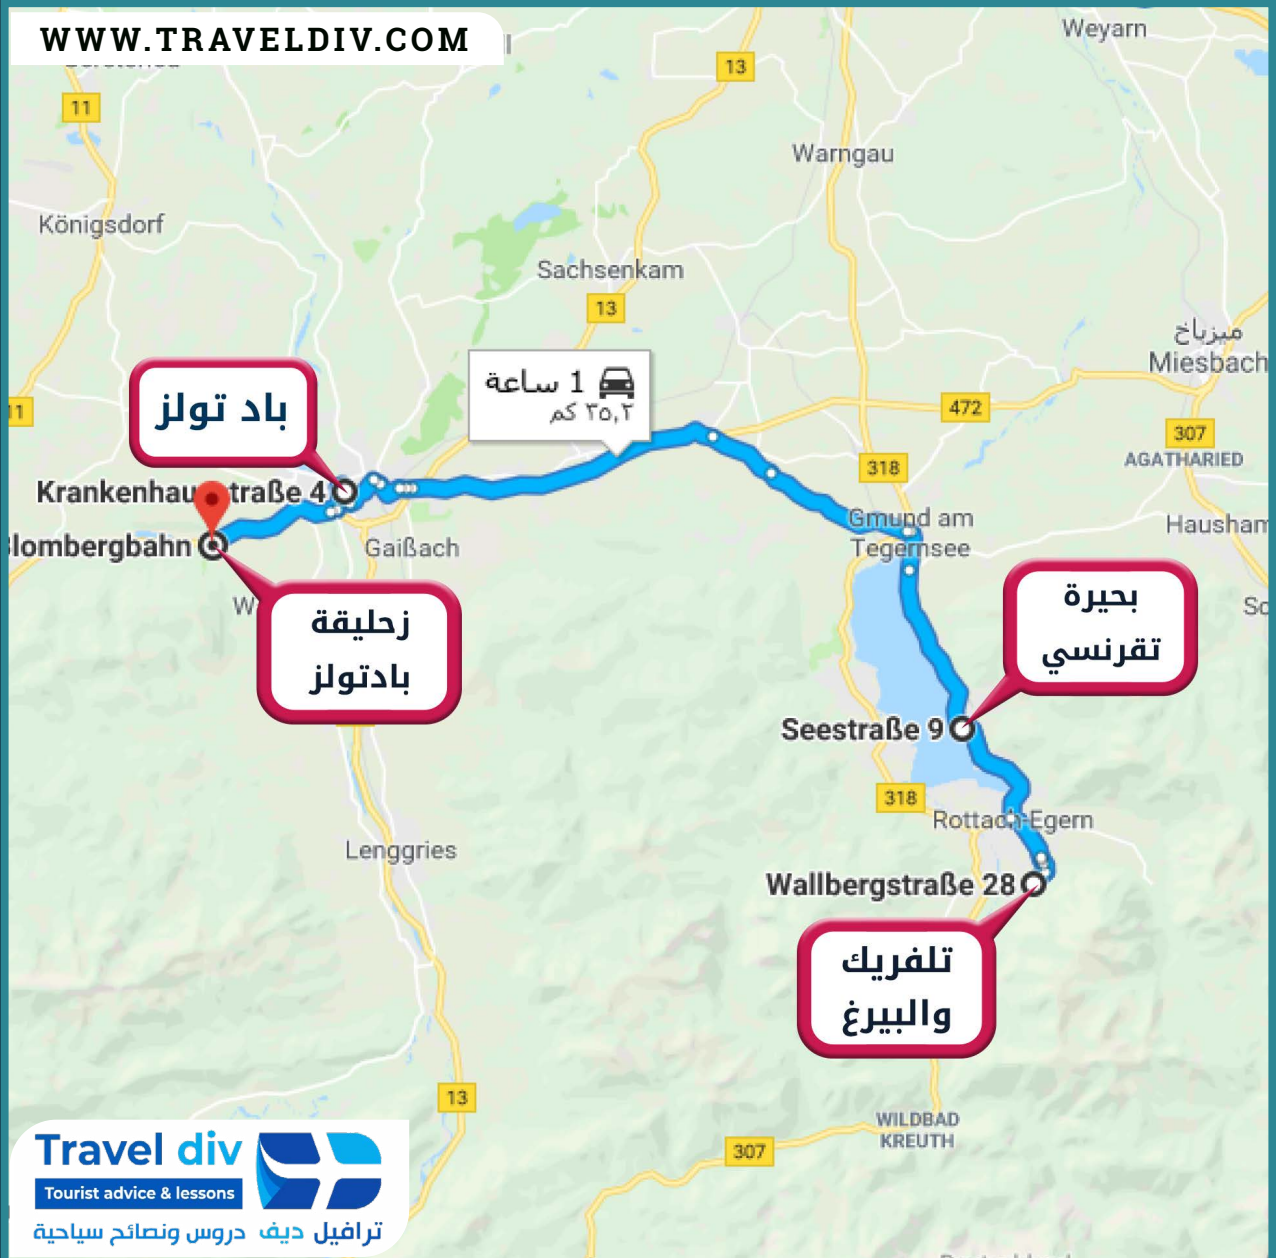 WWW.TRAVELDIV.COM
Weyarn
13
11
Warngau
Königsdorf
Sachsenkam
13
ميزباخ
Miesbach
1 ساعة
٣٥,٢ كم
باد تولز
11
472
307
AGATHARIED
318
Krankenhau straße 4
Gmund am
Tegernsee
Hausham
Blombergbahn
Gaißach
بحيرة
تقرنسي
زحليقة
بادتولز
Seestraße 9
318
Rottach-Egern
Lenggries
Wallbergstraße 28
تلفريك
والبيرغ
13
WILDBAD
KREUTH
307
Travel div
Tourist advice & lessons
ترافيل ديف دروس ونصائح سياحية